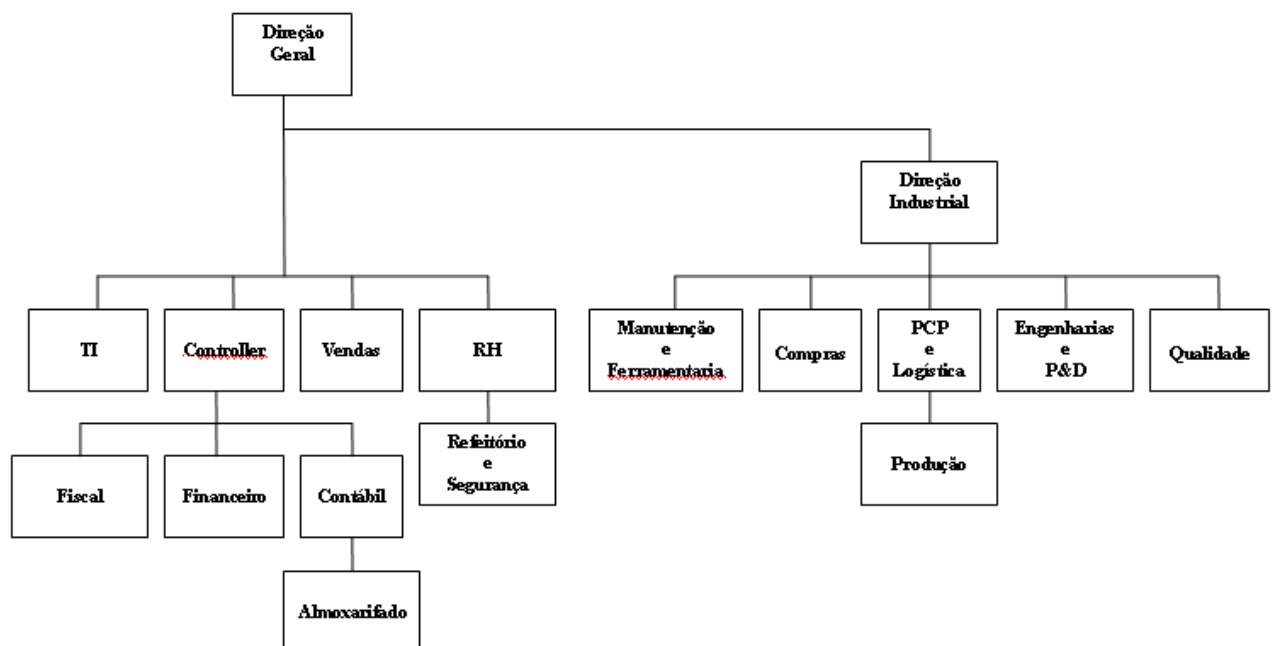 Direção
Geral
Direção
Industrial
TI
Controller
Vendas
RH
Manutenção
e
Ferramentaria
Compras
PCP
e
Logística
Engenharias
e
P&D
Qualidade
Fiscal
Financeiro
Contábil
Refeitório
e
Segurança
Produção
Almoxarifado